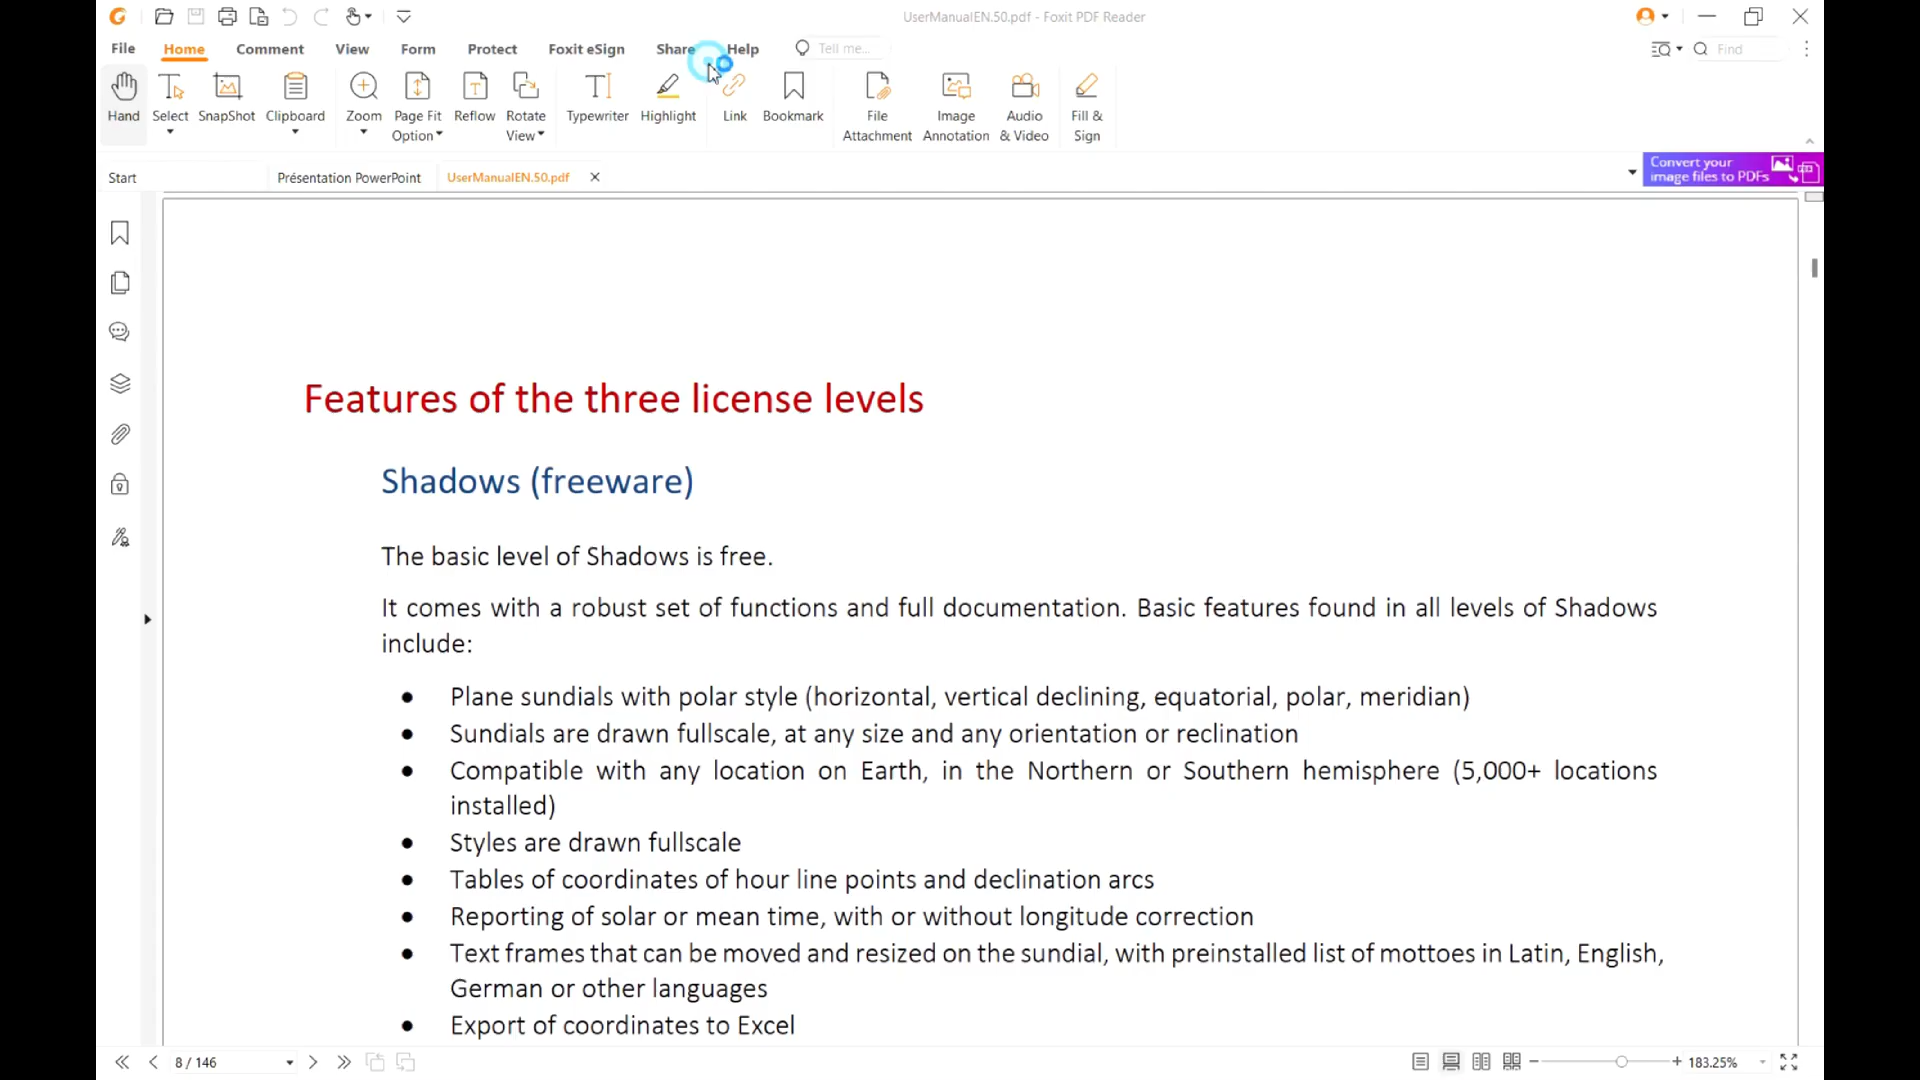 UserManualEN.50.pdf - Foxit PDF Reader
File Home Comment View Form Protect Foxit eSign Share Help Tell me... Find
Hand Select SnapShot Clipboard Zoom Page Fit Option Reflow Rotate View Typewriter Highlight Link Bookmark File Attachment Image Annotation Audio & Video Fill & Sign
Start Présentation PowerPoint UserManualEN.50.pdf
Convert your
image files to PDFs
Features of the three license levels
Shadows (freeware)
The basic level of Shadows is free.
It comes with a robust set of functions and full documentation. Basic features found in all levels of Shadows
include:
● Plane sundials with polar style (horizontal, vertical declining, equatorial, polar, meridian)
● Sundials are drawn fullscale, at any size and any orientation or reclination
● Compatible with any location on Earth, in the Northern or Southern hemisphere (5,000+ locations
installed)
● Styles are drawn fullscale
● Tables of coordinates of hour line points and declination arcs
● Reporting of solar or mean time, with or without longitude correction
● Text frames that can be moved and resized on the sundial, with preinstalled list of mottoes in Latin, English,
German or other languages
● Export of coordinates to Excel
8 / 146 183.25%